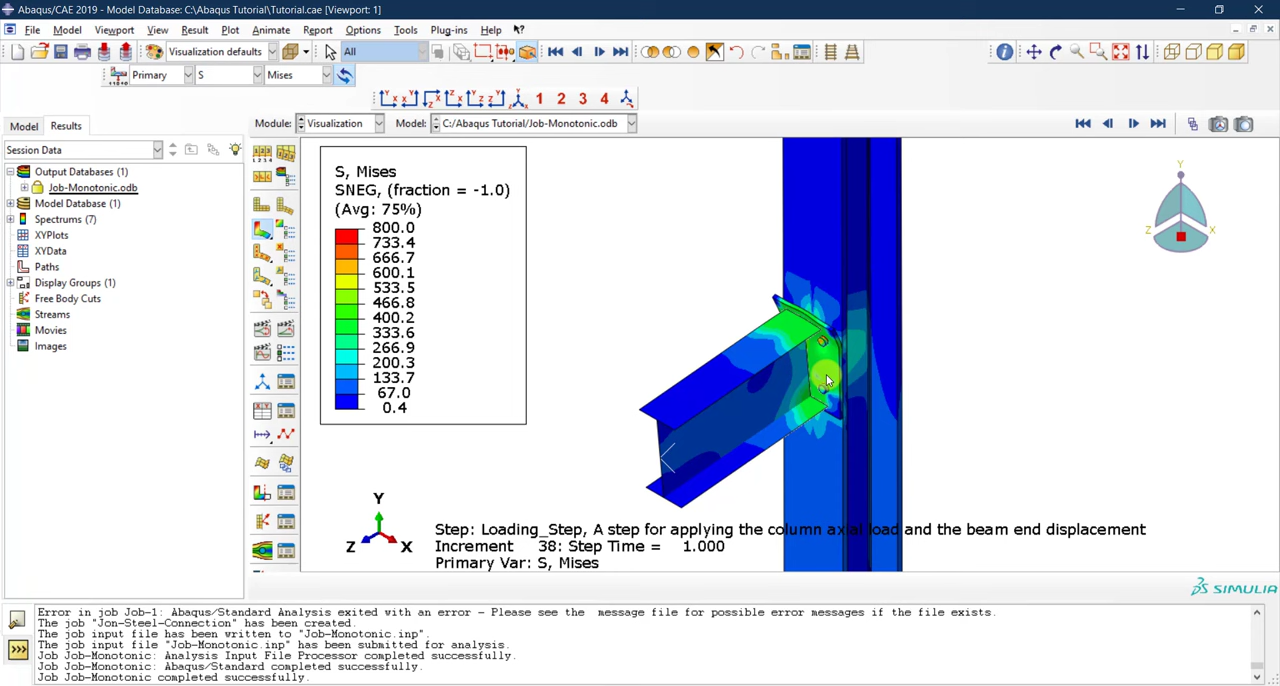 Abaqus/CAE 2019 - Model Database: C:\Abaqus Tutorial\Tutorial.cae [Viewport: 1]
File Model Viewport View Result Plot Animate Report Options Tools Plug-ins Help
Visualization defaults All
Primary S Mises
1 2 3 4
Model Results Module: Visualization Model: C:/Abaqus Tutorial/Job-Monotonic.odb
Session Data
Output Databases (1)
Job-Monotonic.odb
Model Database (1)
Spectrums (7)
XYPlots
XYData
Paths
Display Groups (1)
Free Body Cuts
Streams
Movies
Images
S, Mises
SNEG, (fraction = -1.0)
(Avg: 75%)
800.0
733.4
666.7
600.1
533.5
466.8
400.2
333.6
266.9
200.3
133.7
67.0
0.4
Y
Z X
Y
Z X
Step: Loading_Step, A step for applying the column axial load and the beam end displacement
Increment 38: Step Time = 1.000
Primary Var: S, Mises
SIMULIA
Error in job Job-1: Abaqus/Standard Analysis exited with an error - Please see the message file for possible error messages if the file exists.
The job "Jon-Steel-Connection" has been created.
The job input file has been written to "Job-Monotonic.inp".
The job input file "Job-Monotonic.inp" has been submitted for analysis.
Job Job-Monotonic: Analysis Input File Processor completed successfully.
Job Job-Monotonic: Abaqus/Standard completed successfully.
Job Job-Monotonic completed successfully.